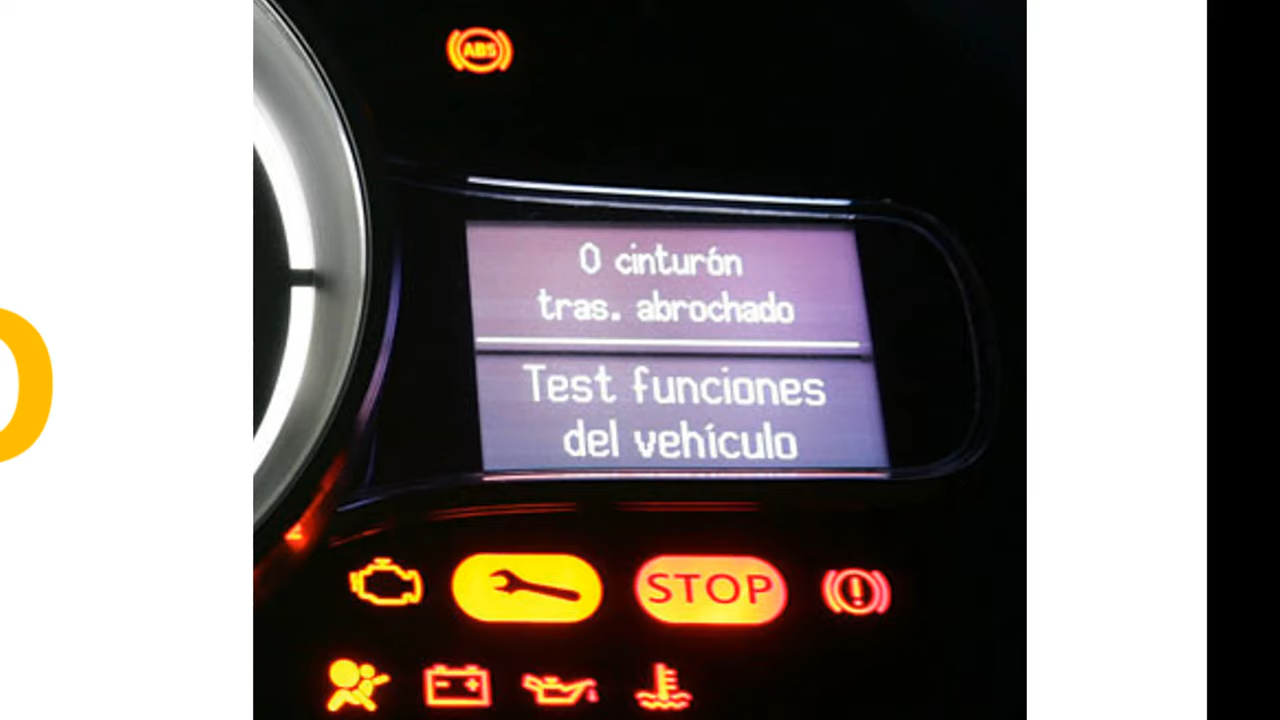 ABS
0 cinturón
tras. abrochado
Test funciones
del vehículo
STOP